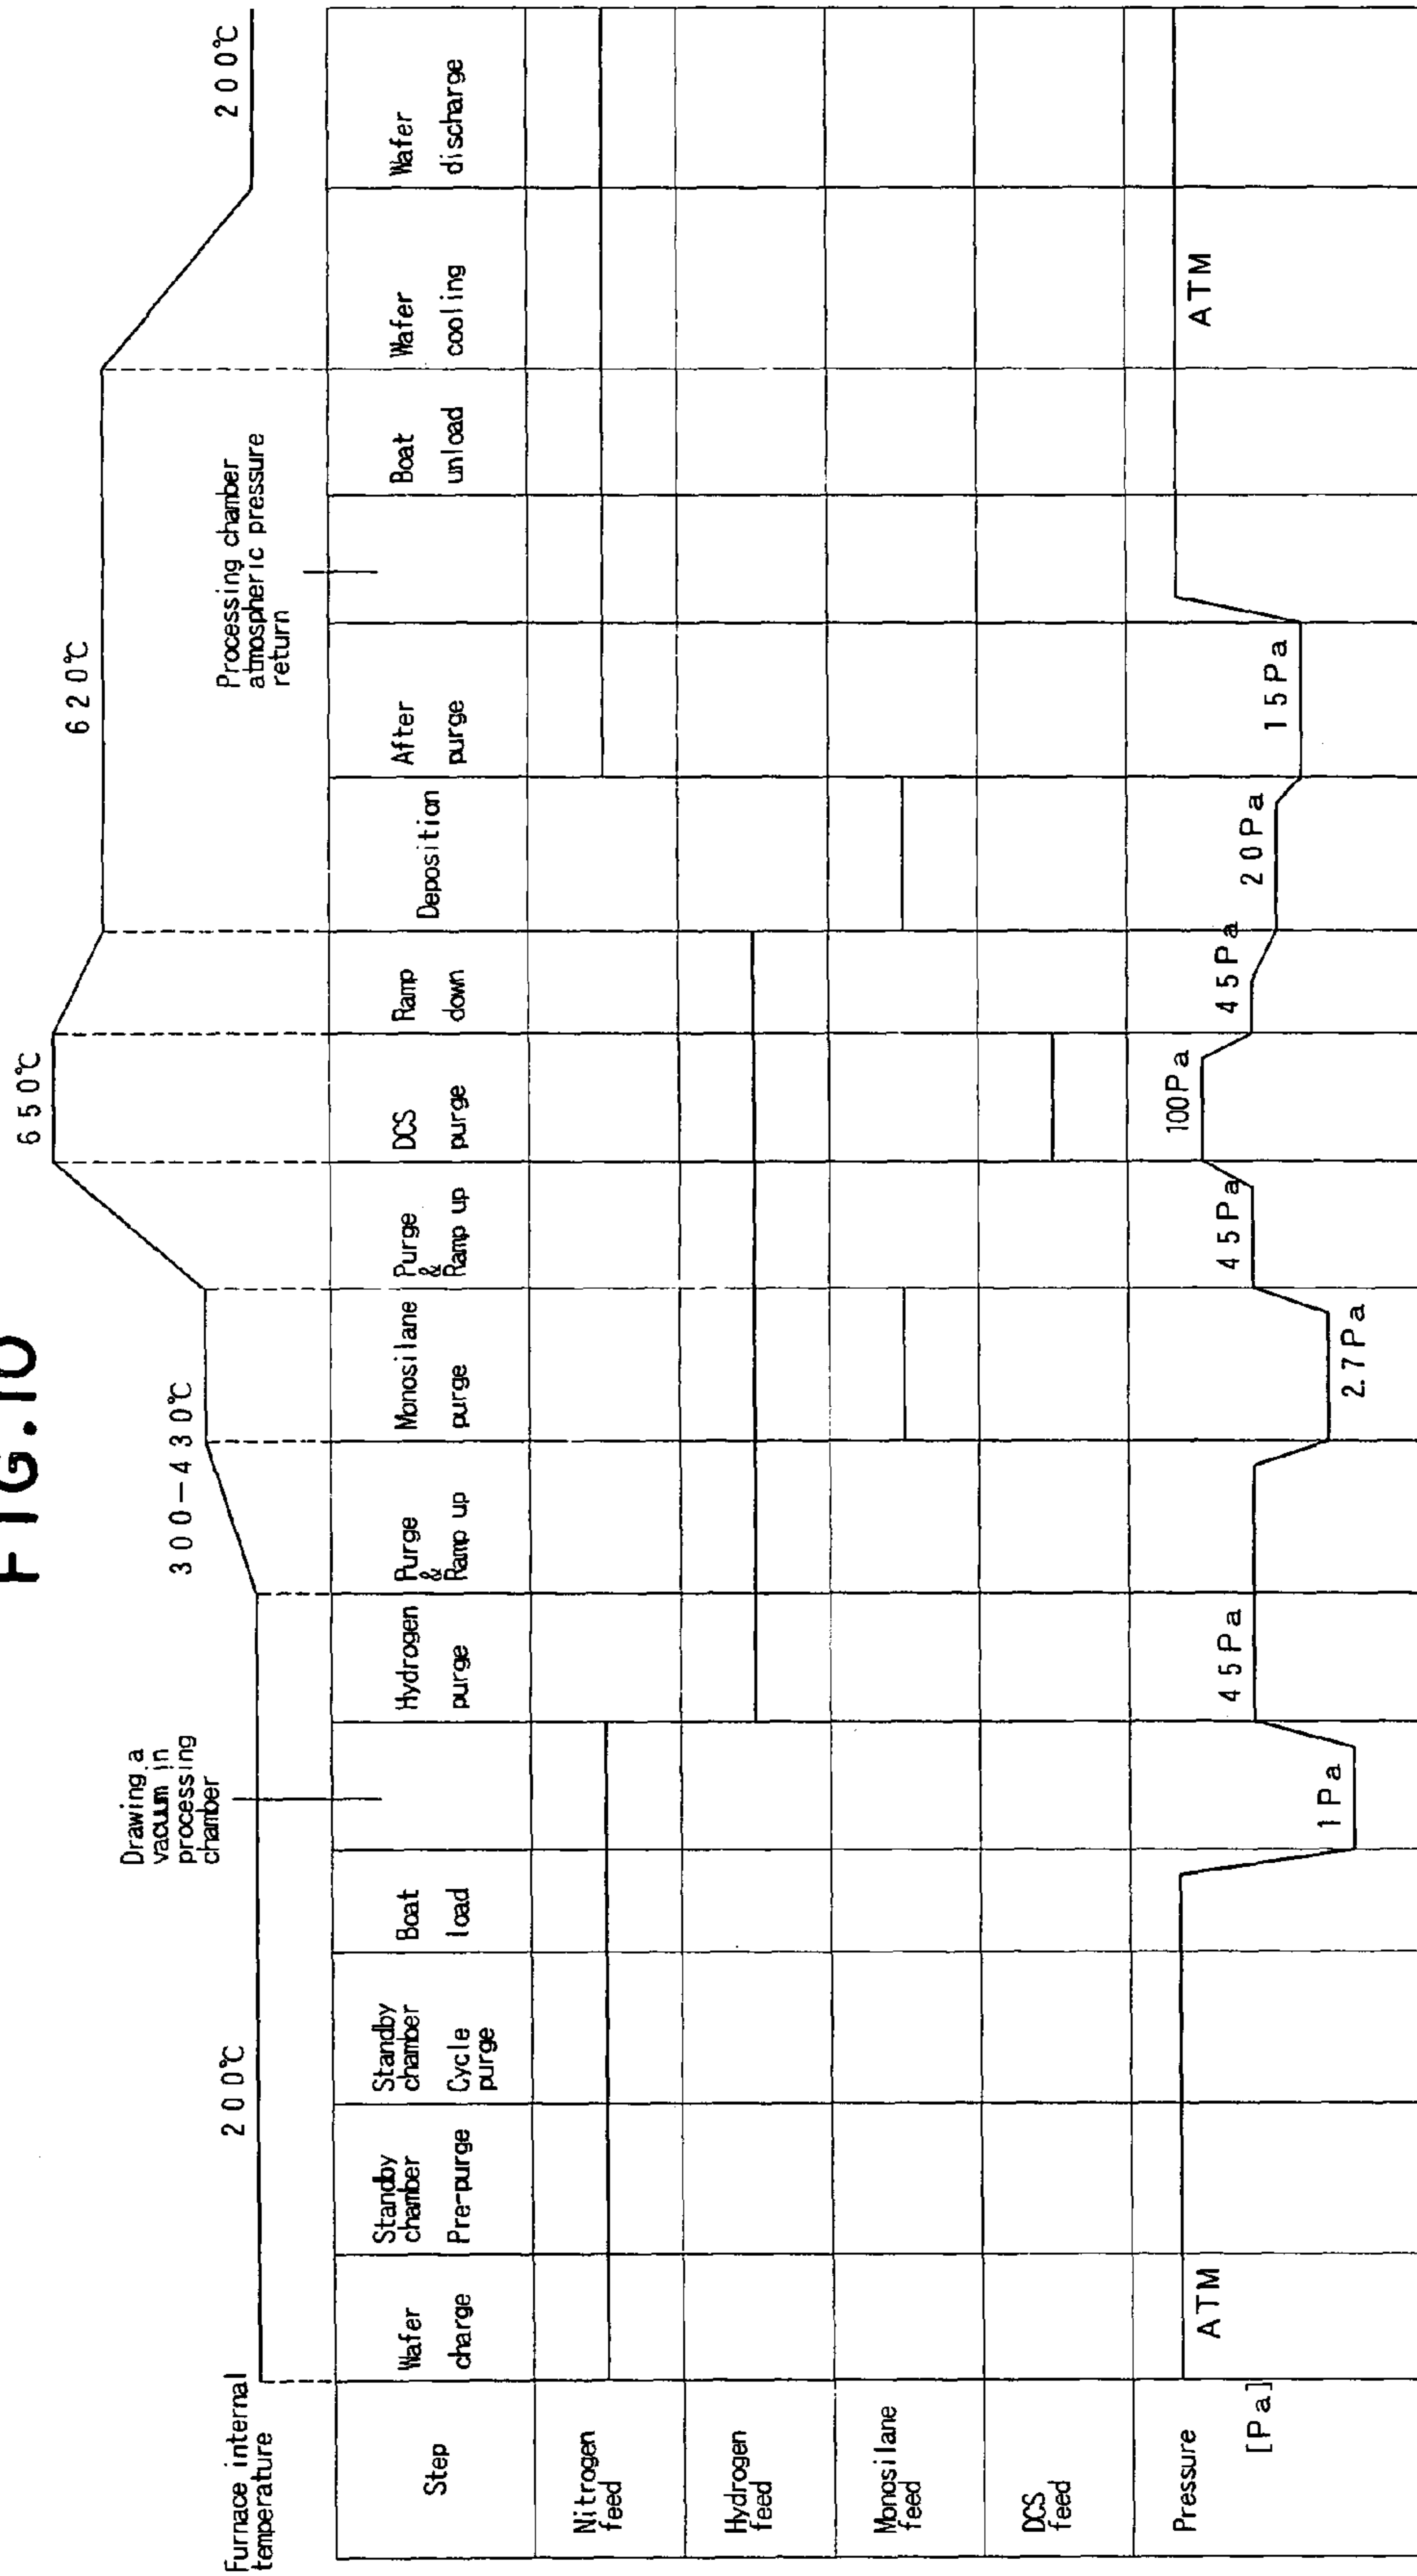 FIG.10
Furnace internal
temperature
200℃
300-430℃
650℃
620℃
200℃
Drawing a
vacuum in
processing
chamber
Processing chamber
atmospheric pressure
return
Step
Wafer
charge
Standby
chamber
Pre-purge
Standby
chamber
Cycle
purge
Boat
load
Hydrogen
purge
Purge
&
Ramp up
Monosilane
purge
Purge
&
Ramp up
DCS
purge
Ramp
down
Deposition
After
purge
Boat
unload
Wafer
cooling
Wafer
discharge
Nitrogen
feed
Hydrogen
feed
Monosilane
feed
DCS
feed
Pressure
[Pa]
ATM
1Pa
45Pa
2.7Pa
45Pa
100Pa
45Pa
20Pa
15Pa
ATM